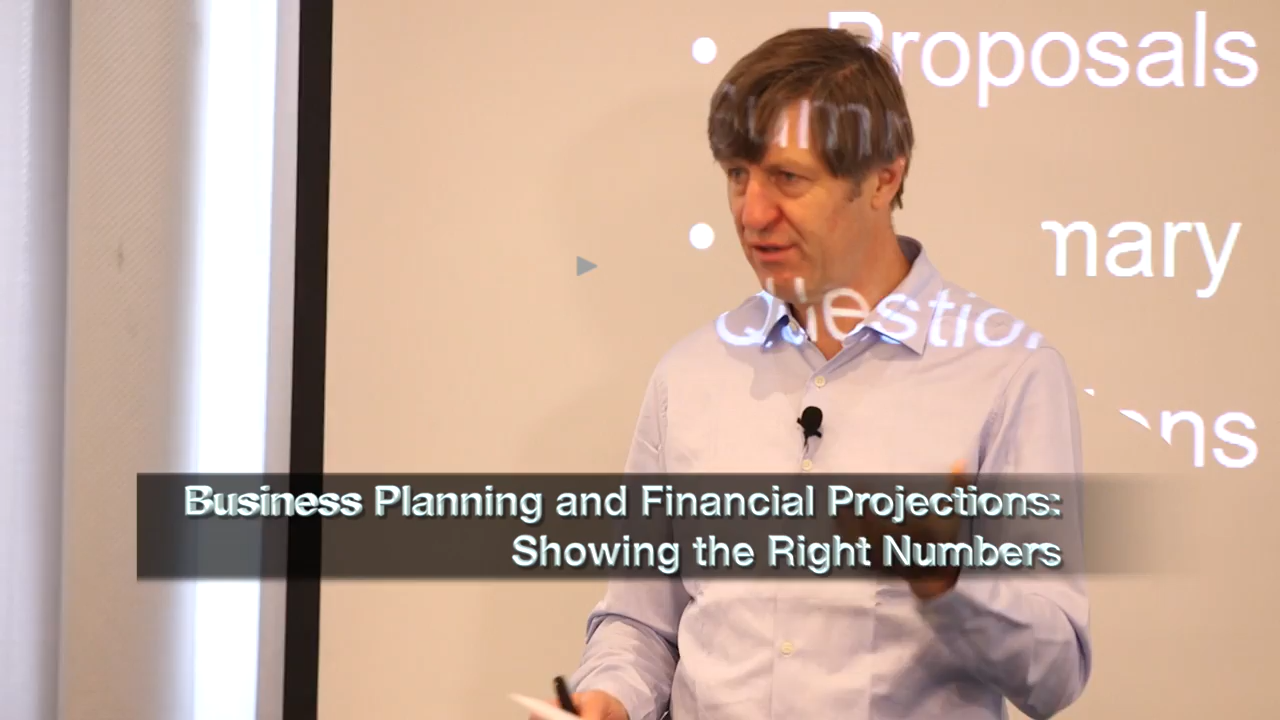 • Proposals
• mary
Question
ns
Business Planning and Financial Projections:
Showing the Right Numbers